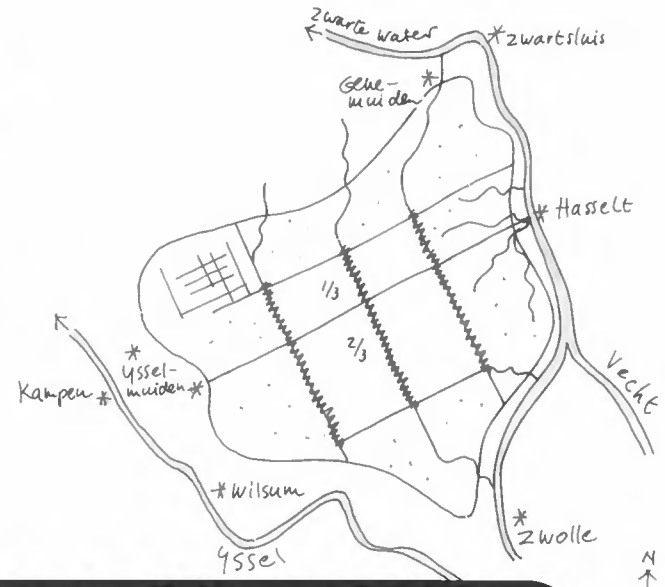 Zwarte water
Zwartsluis
Gene-
muiden
Hasselt
1/3
2/3
Yssel-
muiden
Kampen
Vecht
Wilsum
Zwolle
Yssel
N